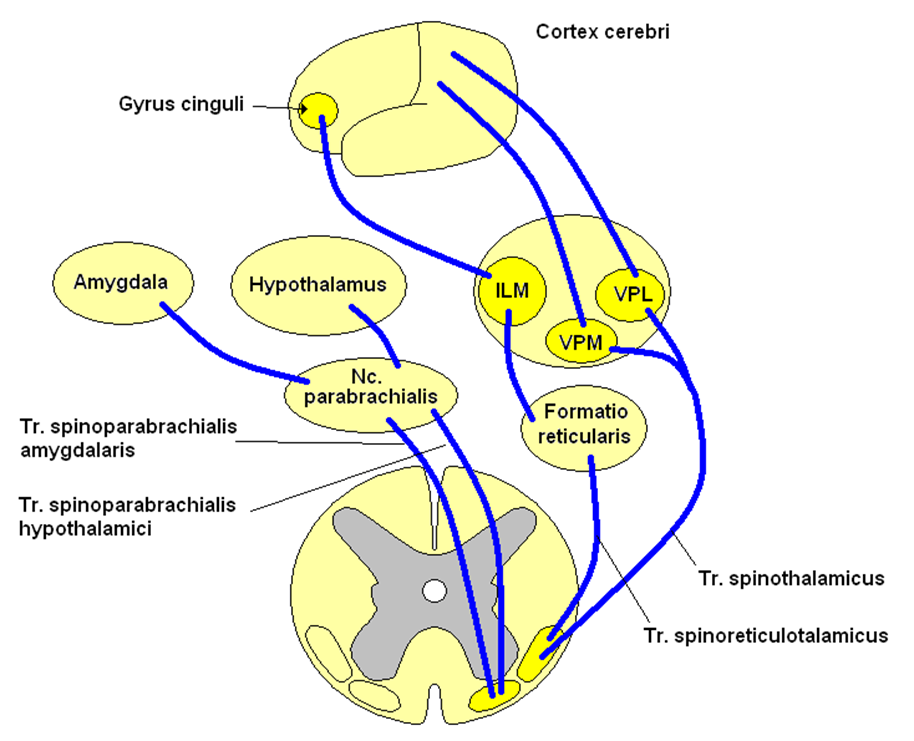 Cortex cerebri
Gyrus cinguli
Amygdala
Hypothalamus
ILM
VPL
VPM
Nc.
parabrachialis
Formatio
reticularis
Tr. spinoparabrachialis
amygdalaris
Tr. spinoparabrachialis
hypothalamici
Tr. spinothalamicus
Tr. spinoreticulotalamicus